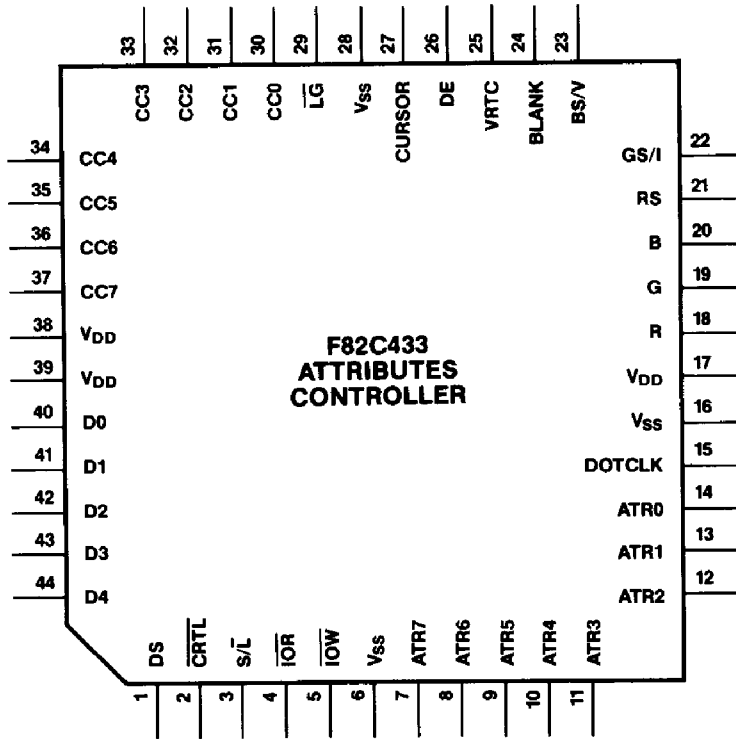 33 32 31 30 29 28 27 26 25 24 23
CC3 CC2 CC1 CC0 L̅G̅ VSS CURSOR DE VRTC BLANK BS/V
34 CC4 GS/I 22
35 CC5 RS 21
36 CC6 B 20
37 CC7 G 19
38 VDD R 18
39 VDD VDD 17
40 D0 VSS 16
41 D1 DOTCLK 15
42 D2 ATR0 14
43 D3 ATR1 13
44 D4 ATR2 12
F82C433
ATTRIBUTES
CONTROLLER
DS C̅R̅T̅L̅ S/L̅ I̅O̅R̅ I̅O̅W̅ VSS ATR7 ATR6 ATR5 ATR4 ATR3
1 2 3 4 5 6 7 8 9 10 11